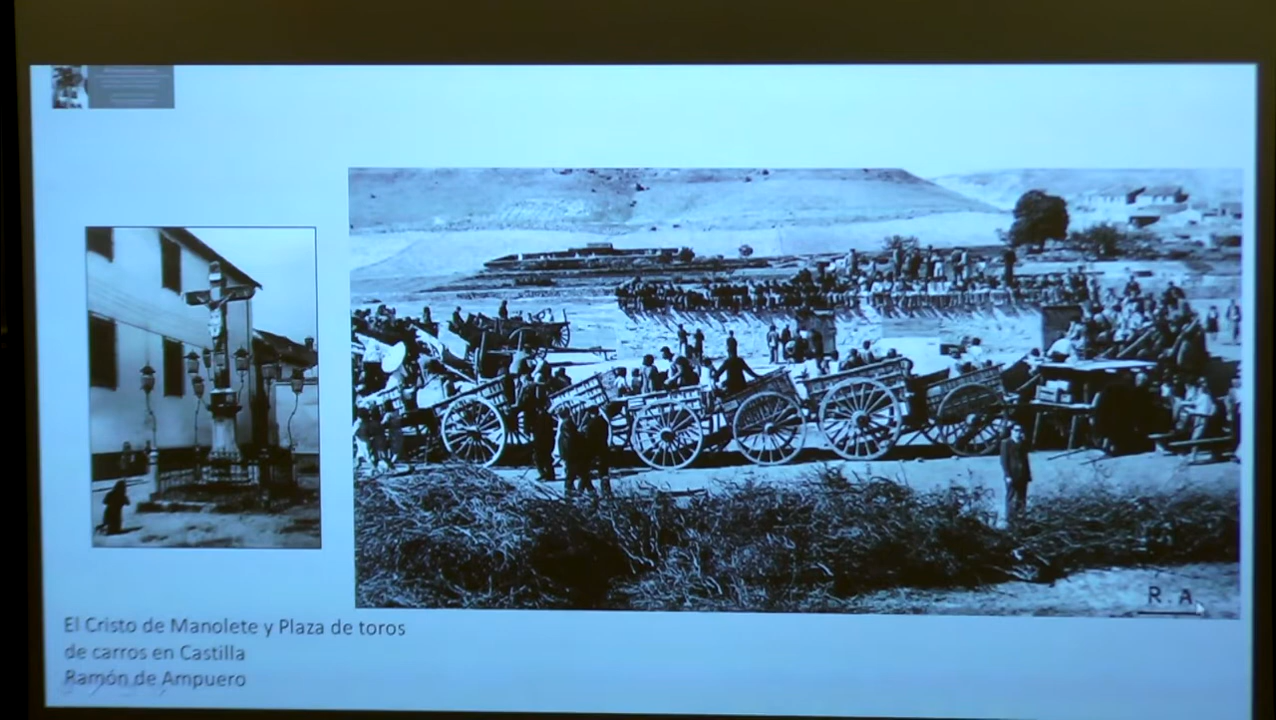 R.A
El Cristo de Manolete y Plaza de toros
de carros en Castilla
Ramón de Ampuero